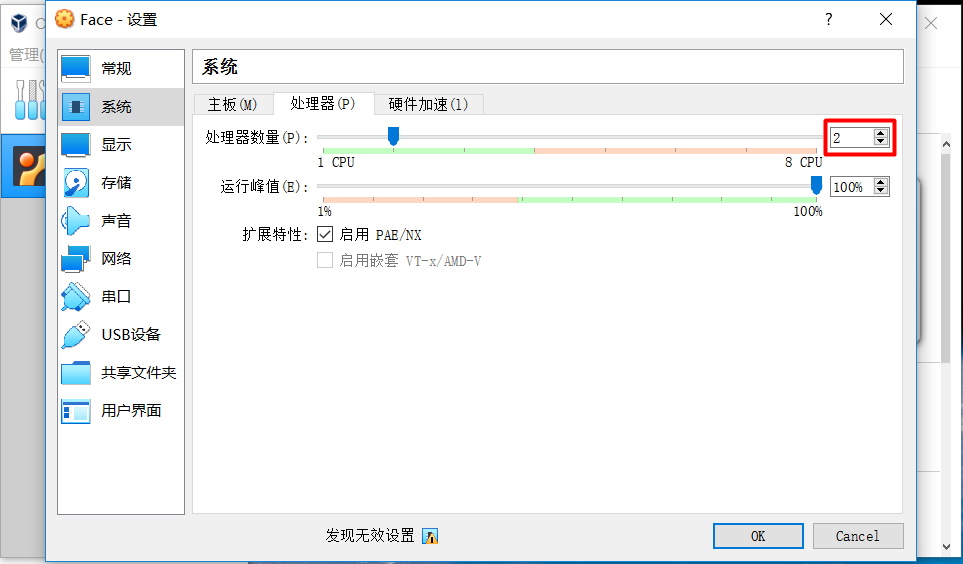 Face - 设置
管理(
常规
系统
显示
存储
声音
网络
串口
USB设备
共享文件夹
用户界面
系统
主板(M) 处理器(P) 硬件加速(l)
处理器数量(P): 2
1 CPU 8 CPU
运行峰值(E): 100%
1% 100%
扩展特性: 启用 PAE/NX
启用嵌套 VT-x/AMD-V
发现无效设置
OK Cancel